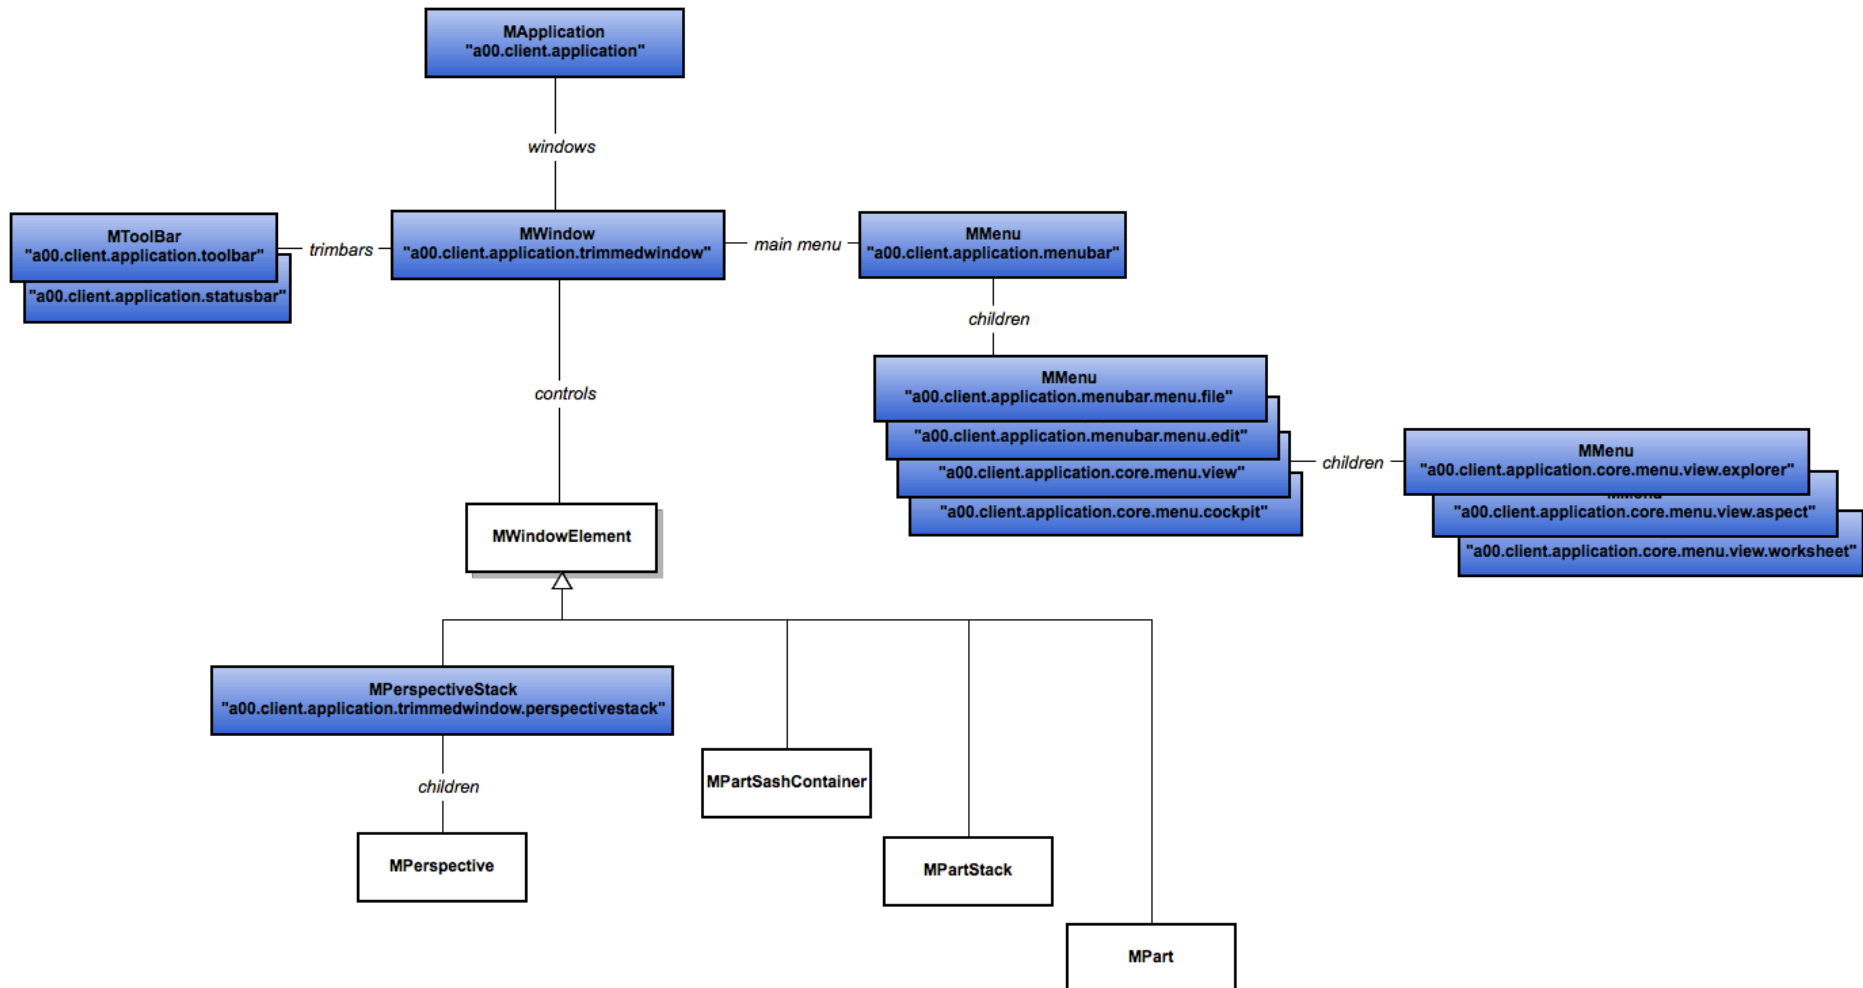 MApplication
"a00.client.application"
windows
MToolBar
"a00.client.application.toolbar"
"a00.client.application.statusbar"
trimbars
MWindow
"a00.client.application.trimmedwindow"
main menu
MMenu
"a00.client.application.menubar"
children
controls
MMenu
"a00.client.application.menubar.menu.file"
"a00.client.application.menubar.menu.edit"
"a00.client.application.core.menu.view"
"a00.client.application.core.menu.cockpit"
children
MMenu
"a00.client.application.core.menu.view.explorer"
MMenu
"a00.client.application.core.menu.view.aspect"
"a00.client.application.core.menu.view.worksheet"
MWindowElement
MPerspectiveStack
"a00.client.application.trimmedwindow.perspectivestack"
children
MPartSashContainer
MPerspective
MPartStack
MPart